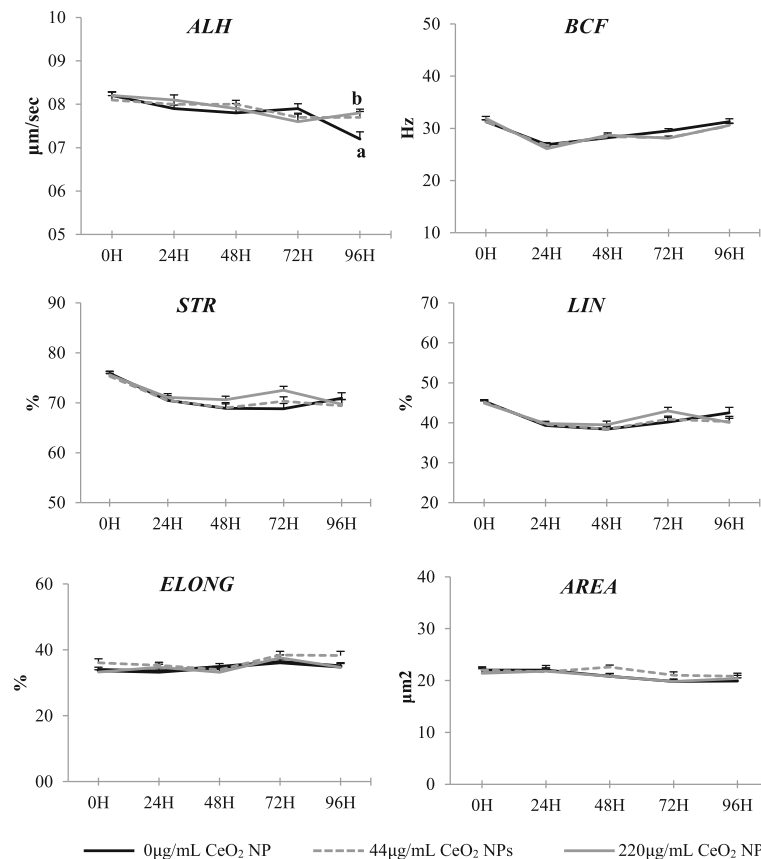 ALH
10
09
08
07
06
05
µm/sec
b
a
0H 24H 48H 72H 96H
BCF
50
40
30
20
10
Hz
0H 24H 48H 72H 96H
STR
90
80
70
60
50
%
0H 24H 48H 72H 96H
LIN
70
60
50
40
30
20
%
0H 24H 48H 72H 96H
ELONG
60
40
20
00
%
0H 24H 48H 72H 96H
AREA
40
30
20
10
0
µm2
0H 24H 48H 72H 96H
0µg/mL CeO₂ NP 44µg/mL CeO₂ NPs 220µg/mL CeO₂ NP